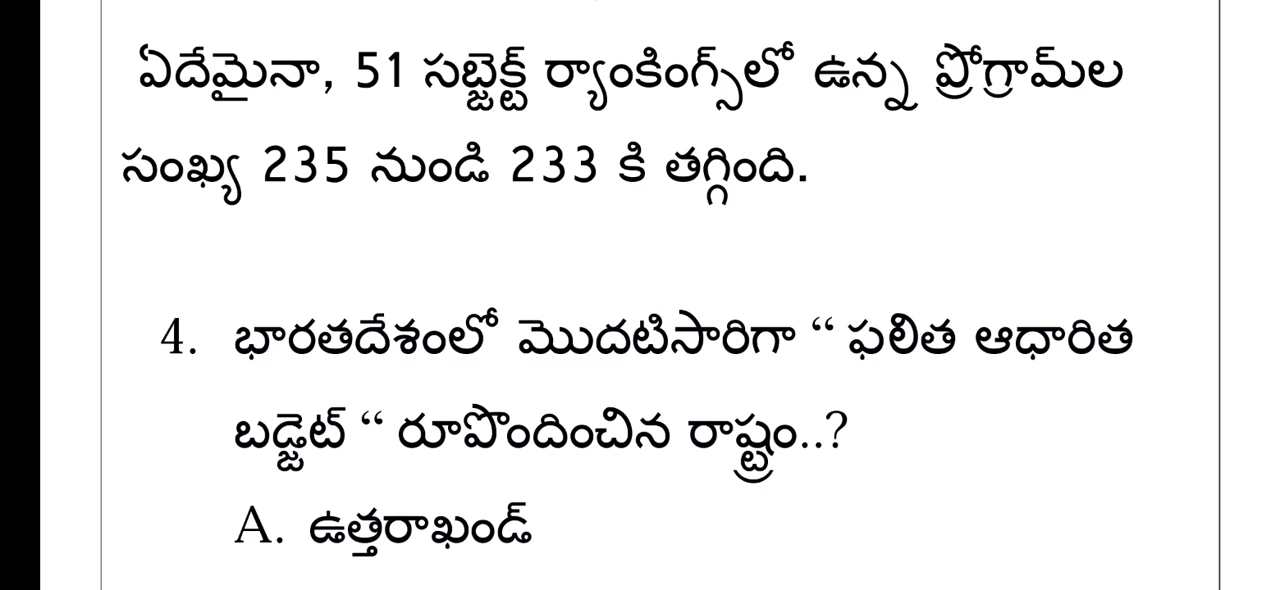 ఏదేమైనా, 51 సబ్జెక్ట్ ర్యాంకింగ్స్‌లో ఉన్న ప్రోగ్రామ్‌ల
సంఖ్య 235 నుండి 233 కి తగ్గింది.
4. భారతదేశంలో మొదటిసారిగా “ ఫలిత ఆధారిత
బడ్జెట్ “ రూపొందించిన రాష్ట్రం..?
A. ఉత్తరాఖండ్